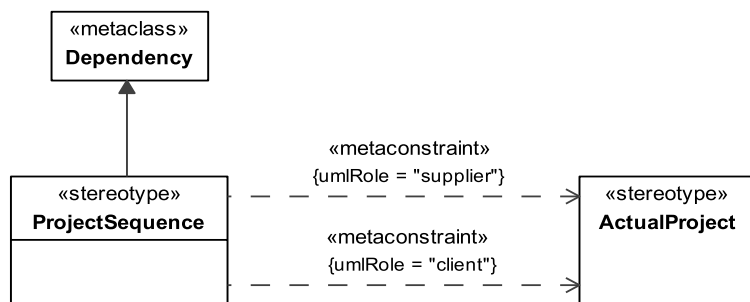 «metaclass»
Dependency
«metaconstraint»
{umlRole = "supplier"}
«stereotype»
ProjectSequence
«stereotype»
ActualProject
«metaconstraint»
{umlRole = "client"}